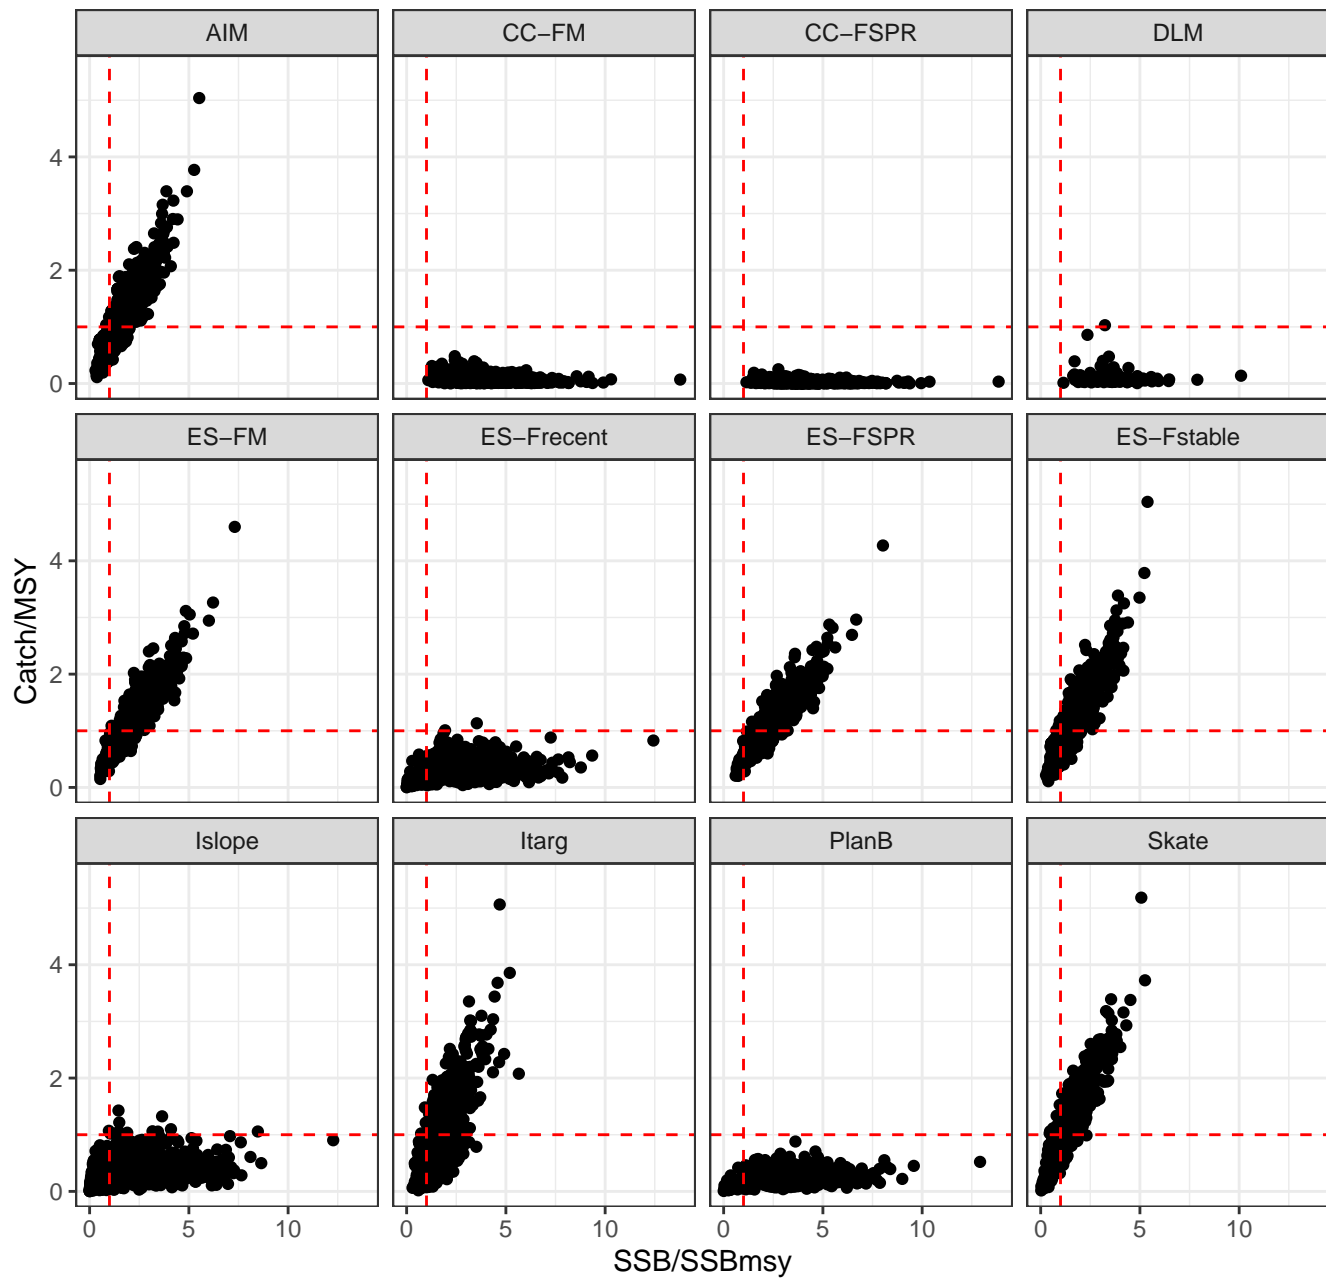 AIM CC−FM CC−FSPR DLM
4
2
0
ES−FM ES−Frecent ES−FSPR ES−Fstable
4
2
0
Catch/MSY
Islope Itarg PlanB Skate
4
2
0
0 5 10 0 5 10 0 5 10 0 5 10
SSB/SSBmsy